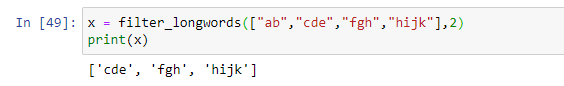 In [49]: x = filter_longwords(["ab","cde","fgh","hijk"],2)
print(x)
['cde', 'fgh', 'hijk']